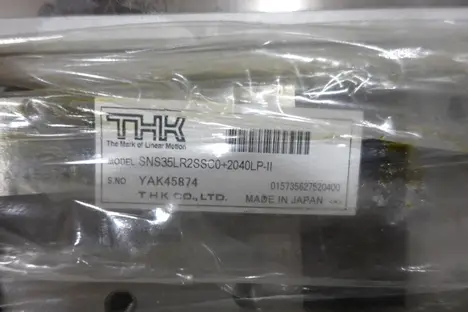 THK
The Mark of Linear Motion
MODEL SNS35LR2SSC0+2040LP-II
S.NO YAK45874 015735627520400
THK CO., LTD. MADE IN JAPAN